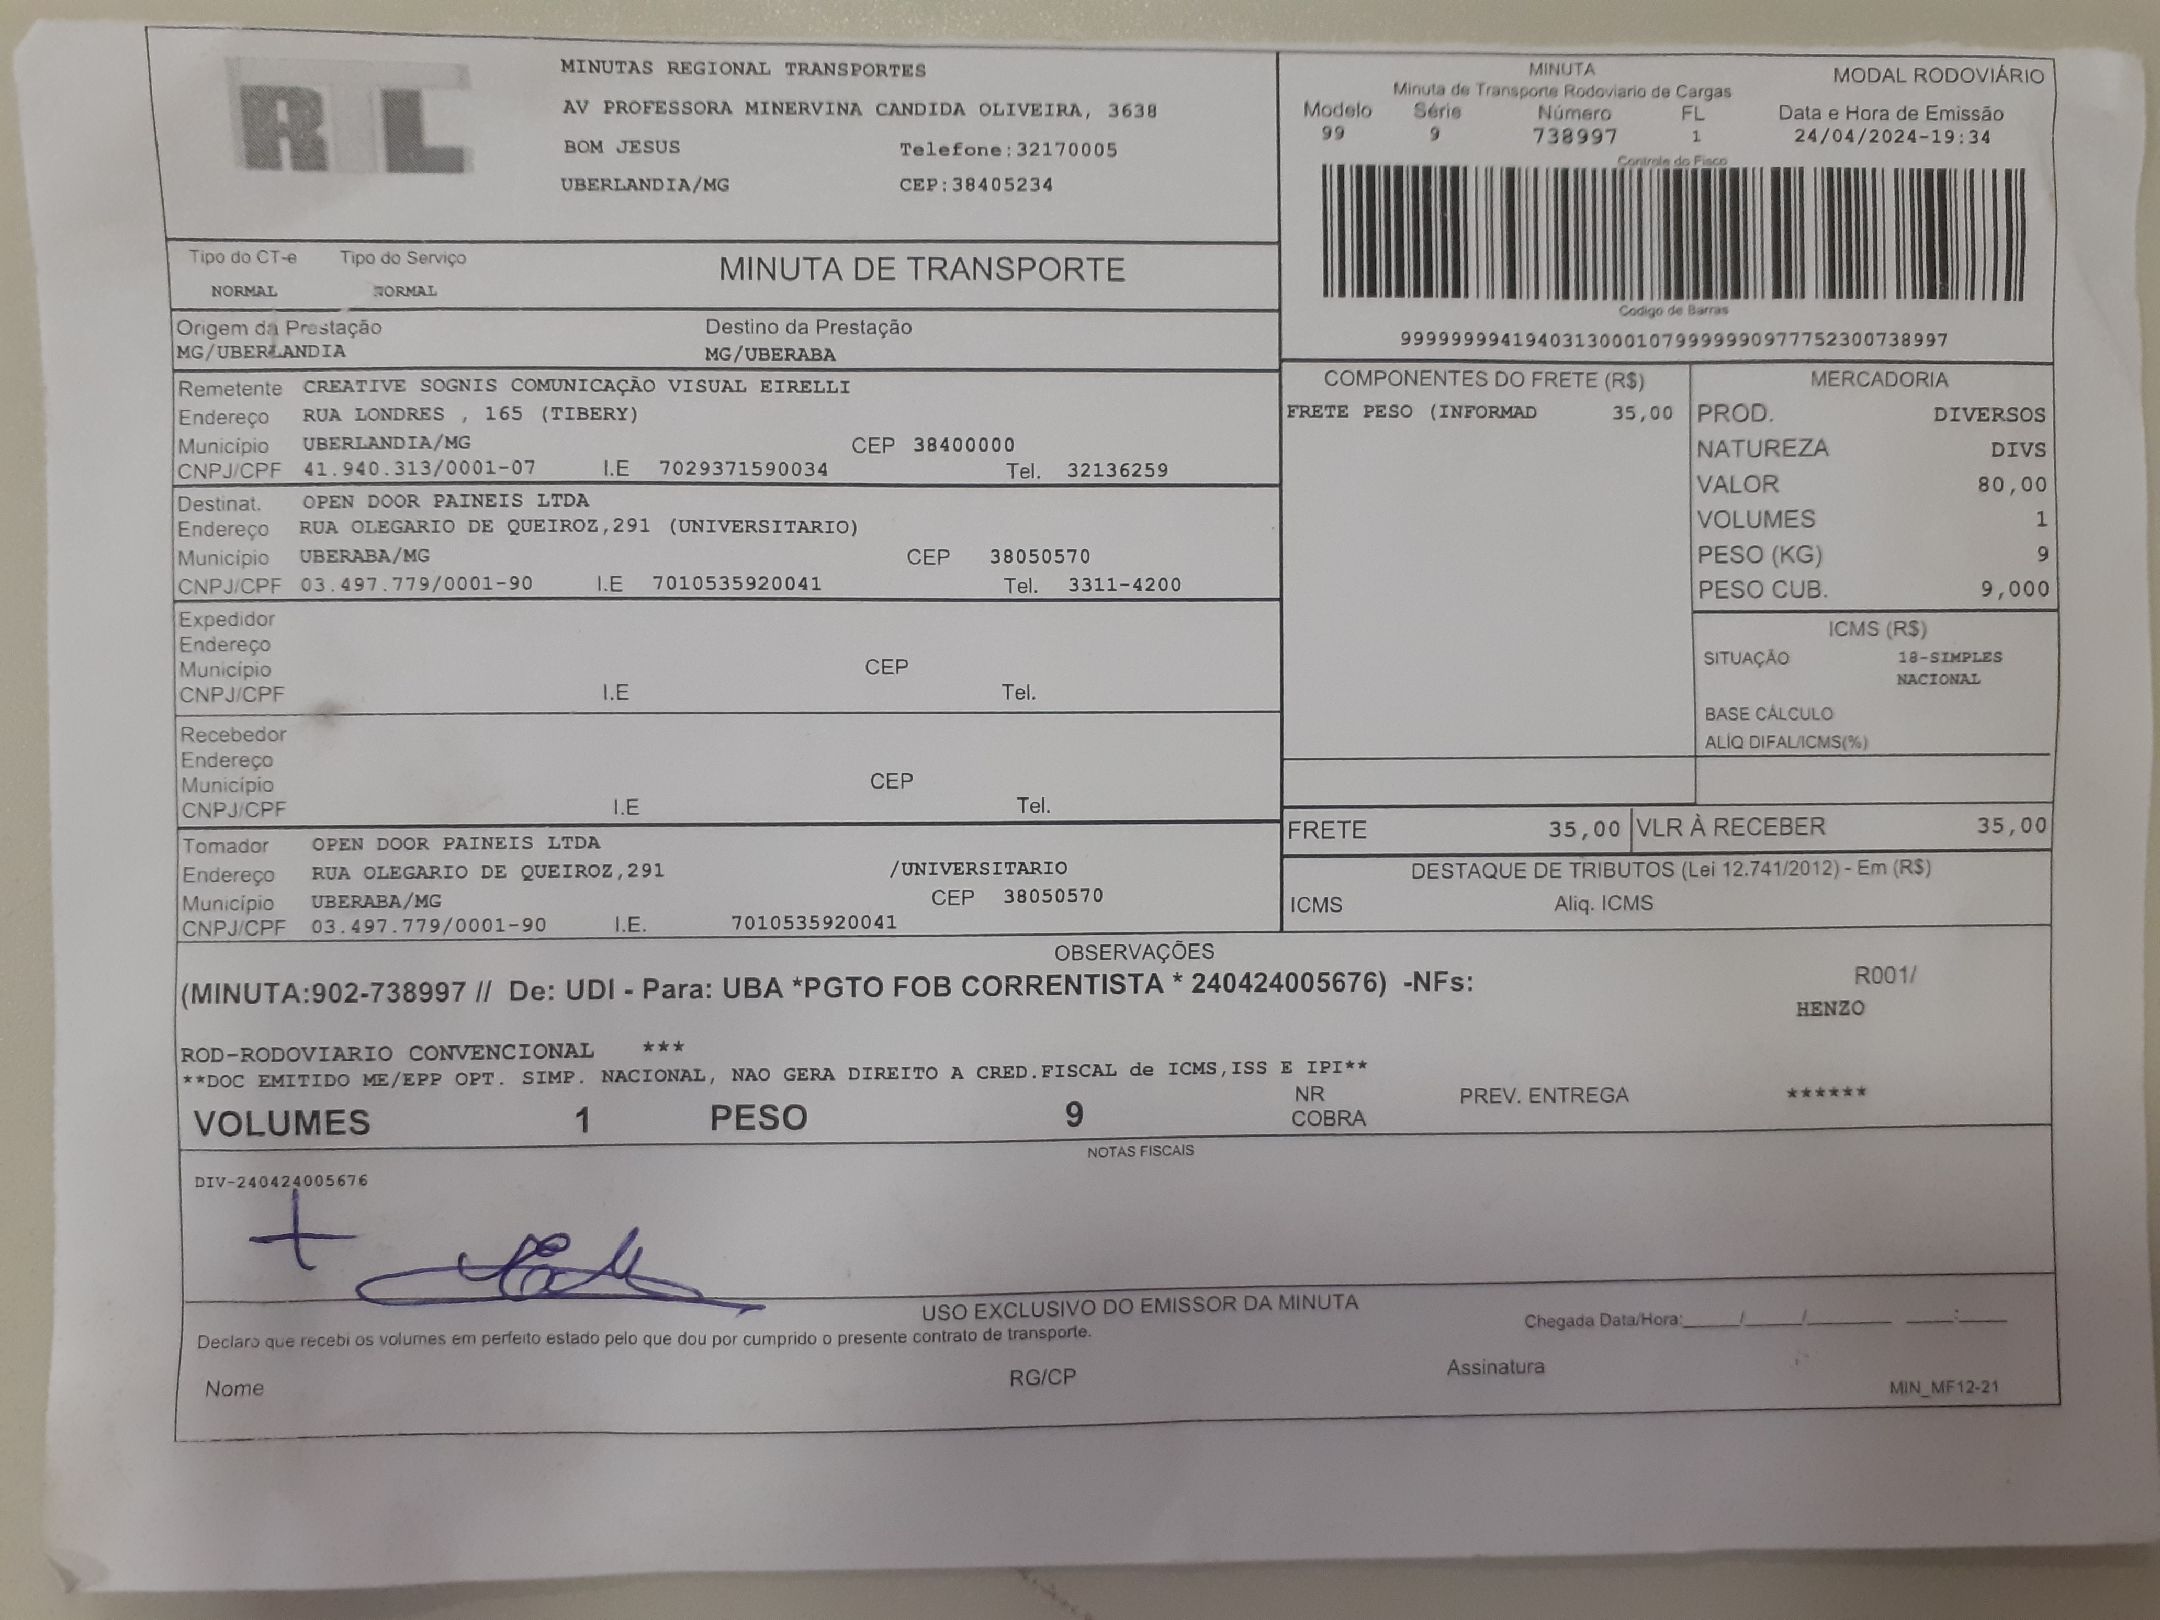 RTL
MINUTAS REGIONAL TRANSPORTES
AV PROFESSORA MINERVINA CANDIDA OLIVEIRA, 3638
BOM JESUS Telefone:32170005
UBERLANDIA/MG CEP:38405234
MINUTA MODAL RODOVIÁRIO
Minuta de Transporte Rodoviario de Cargas
Modelo Série Número FL Data e Hora de Emissão
99 9 738997 1 24/04/2024-19:34
Controle do Fisco
Codigo de Barras
99999999419403130001079999999097775230073 8997
Tipo do CT-e Tipo do Serviço MINUTA DE TRANSPORTE
NORMAL NORMAL
Origem da Prestação Destino da Prestação
MG/UBERLANDIA MG/UBERABA
Remetente CREATIVE SOGNIS COMUNICAÇÃO VISUAL EIRELLI
Endereço RUA LONDRES , 165 (TIBERY)
Município UBERLANDIA/MG CEP 38400000
CNPJ/CPF 41.940.313/0001-07 I.E 7029371590034 Tel. 32136259
Destinat. OPEN DOOR PAINEIS LTDA
Endereço RUA OLEGARIO DE QUEIROZ,291 (UNIVERSITARIO)
Município UBERABA/MG CEP 38050570
CNPJ/CPF 03.497.779/0001-90 I.E 7010535920041 Tel. 3311-4200
Expedidor
Endereço
Município CEP
CNPJ/CPF I.E Tel.
Recebedor
Endereço
Município CEP
CNPJ/CPF I.E Tel.
Tomador OPEN DOOR PAINEIS LTDA
Endereço RUA OLEGARIO DE QUEIROZ,291 /UNIVERSITARIO
Município UBERABA/MG CEP 38050570
CNPJ/CPF 03.497.779/0001-90 I.E. 7010535920041
COMPONENTES DO FRETE (R$)
FRETE PESO (INFORMAD 35,00
MERCADORIA
PROD. DIVERSOS
NATUREZA DIVS
VALOR 80,00
VOLUMES 1
PESO (KG) 9
PESO CUB. 9,000
ICMS (R$)
SITUAÇÃO 18-SIMPLES
NACIONAL
BASE CÁLCULO
ALÍQ DIFAL/ICMS(%)
FRETE 35,00 VLR À RECEBER 35,00
DESTAQUE DE TRIBUTOS (Lei 12.741/2012) - Em (R$)
ICMS Aliq. ICMS
OBSERVAÇÕES
(MINUTA:902-738997 // De: UDI - Para: UBA *PGTO FOB CORRENTISTA * 240424005676) -NFs: R001/
HENZO
ROD-RODOVIARIO CONVENCIONAL ***
**DOC EMITIDO ME/EPP OPT. SIMP. NACIONAL, NAO GERA DIREITO A CRED.FISCAL de ICMS,ISS E IPI**
VOLUMES 1 PESO 9 NR PREV. ENTREGA ******
COBRA
NOTAS FISCAIS
DIV-240424005676
USO EXCLUSIVO DO EMISSOR DA MINUTA
Declaro que recebi os volumes em perfeito estado pelo que dou por cumprido o presente contrato de transporte. Chegada Data/Hora:_____/_____/________ ____:____
Nome RG/CP Assinatura
MIN_MF12-21